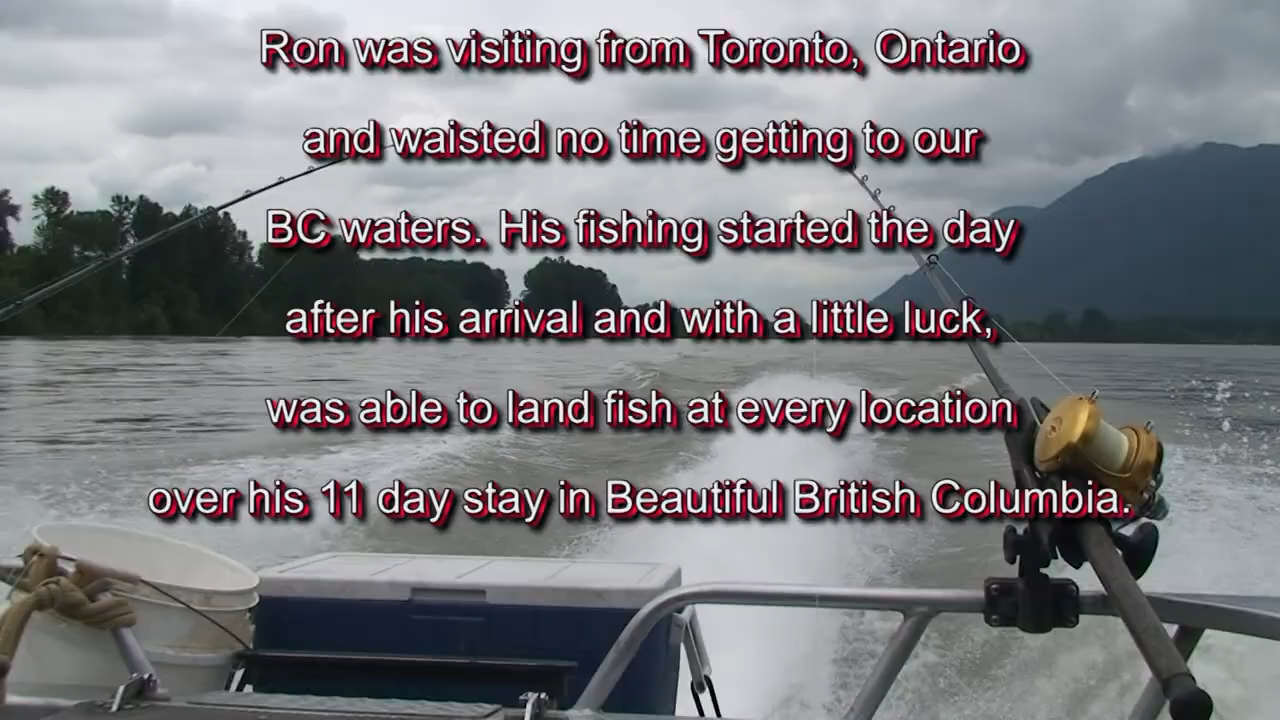 Ron was visiting from Toronto, Ontario
and waisted no time getting to our
BC waters. His fishing started the day
after his arrival and with a little luck,
was able to land fish at every location
over his 11 day stay in Beautiful British Columbia.